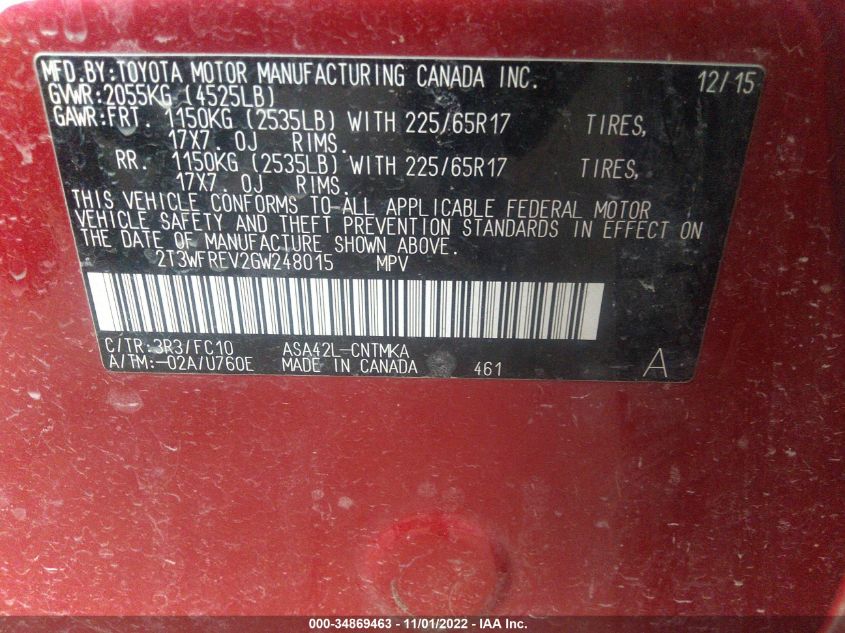 MFD.BY:TOYOTA MOTOR MANUFACTURING CANADA INC. 12/15
GVWR:2055KG (4525LB)
GAWR:FRT. 1150KG (2535LB) WITH 225/65R17 TIRES,
17X7. 0J RIMS.
RR. 1150KG (2535LB) WITH 225/65R17 TIRES,
17X7. 0J RIMS.
THIS VEHICLE CONFORMS TO ALL APPLICABLE FEDERAL MOTOR
VEHICLE SAFETY AND THEFT PREVENTION STANDARDS IN EFFECT ON
THE DATE OF MANUFACTURE SHOWN ABOVE.
2T3WFREV2GW248015 MPV
C/TR:3R3/FC10 ASA42L-CNTMKA
A/TM:-02A/U760E MADE IN CANADA 461 A
000-34869463 - 11/01/2022 - IAA Inc.